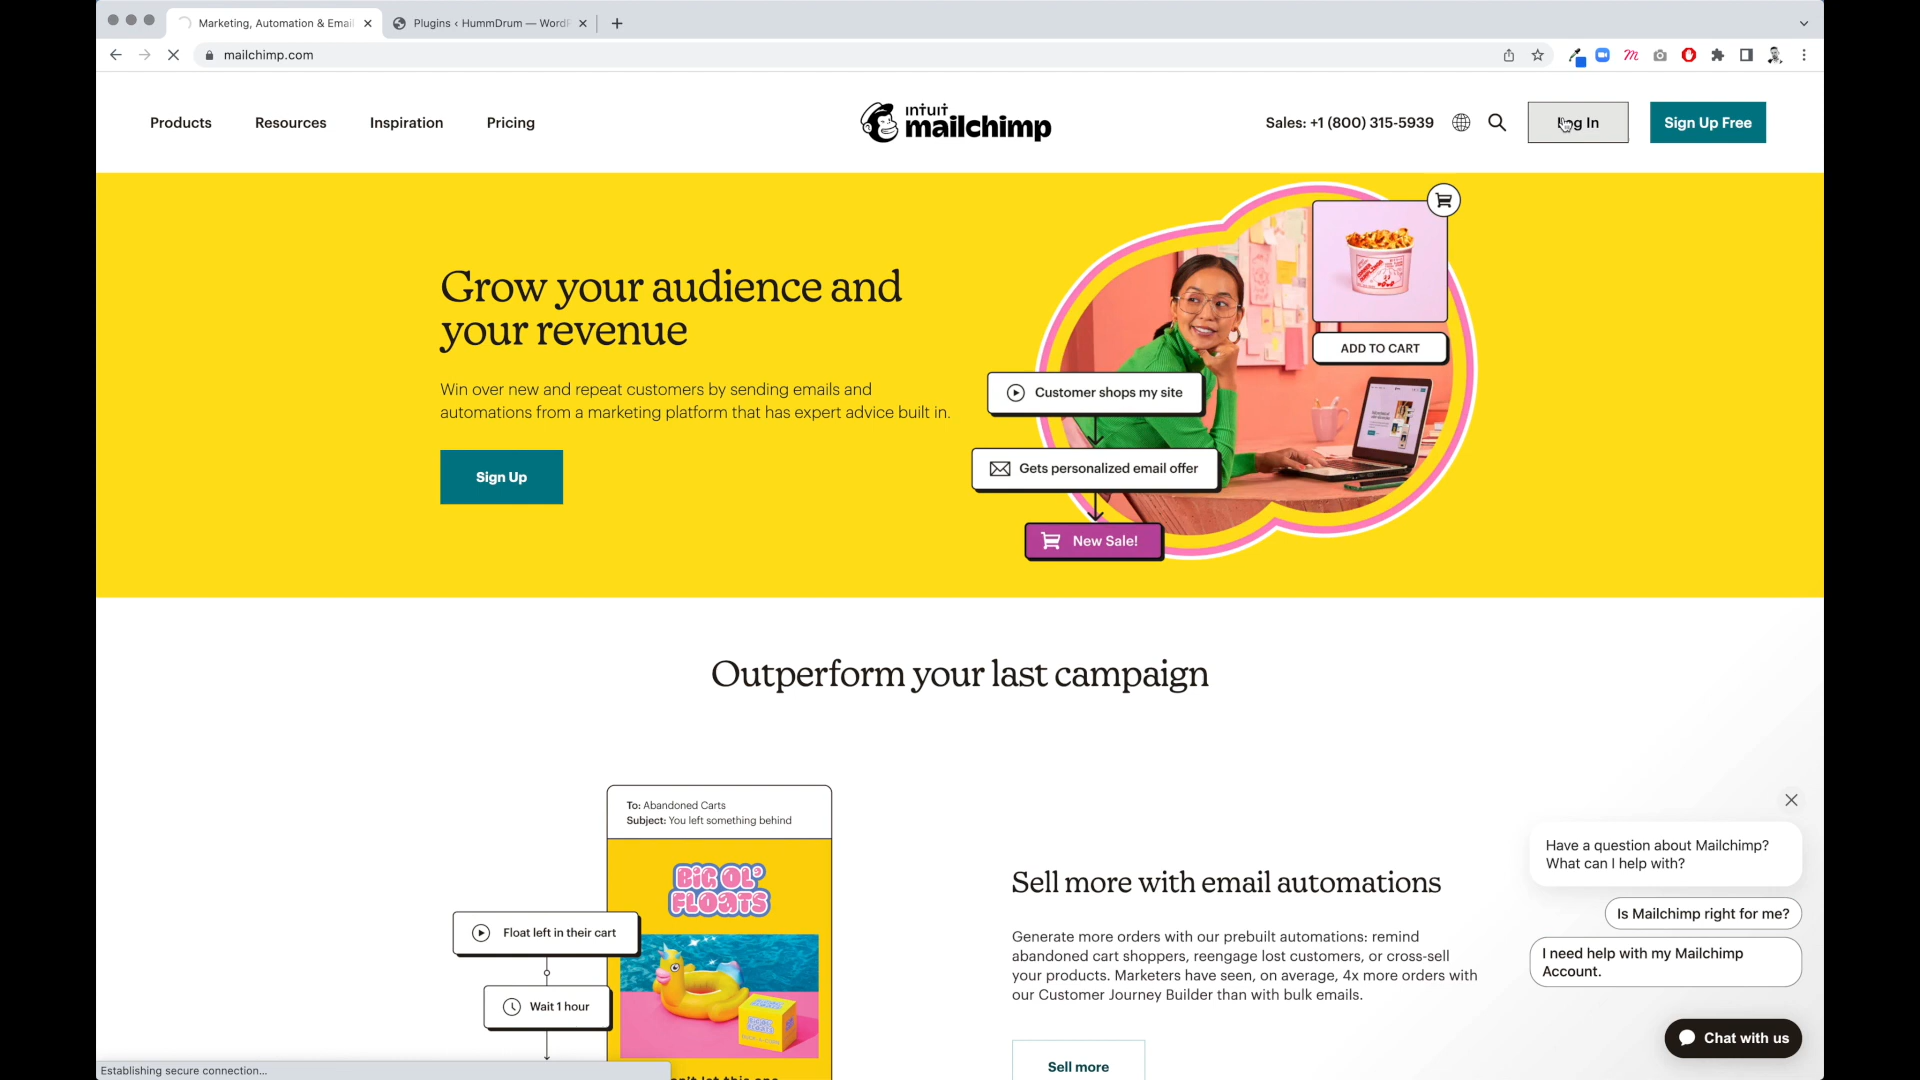 Marketing, Automation & Email
Plugins ‹ HummDrum — WordP
mailchimp.com
Products
Resources
Inspiration
Pricing
intuit
mailchimp
Sales: +1 (800) 315-5939
Log In
Sign Up Free
Grow your audience and
your revenue
Win over new and repeat customers by sending emails and
automations from a marketing platform that has expert advice built in.
Sign Up
ADD TO CART
Customer shops my site
Gets personalized email offer
New Sale!
Outperform your last campaign
To: Abandoned Carts
Subject: You left something behind
BIG OL'
FLOATS
Float left in their cart
Wait 1 hour
Sell more with email automations
Generate more orders with our prebuilt automations: remind
abandoned cart shoppers, reengage lost customers, or cross-sell
your products. Marketers have seen, on average, 4x more orders with
our Customer Journey Builder than with bulk emails.
Sell more
Have a question about Mailchimp?
What can I help with?
Is Mailchimp right for me?
I need help with my Mailchimp
Account.
Chat with us
Establishing secure connection...